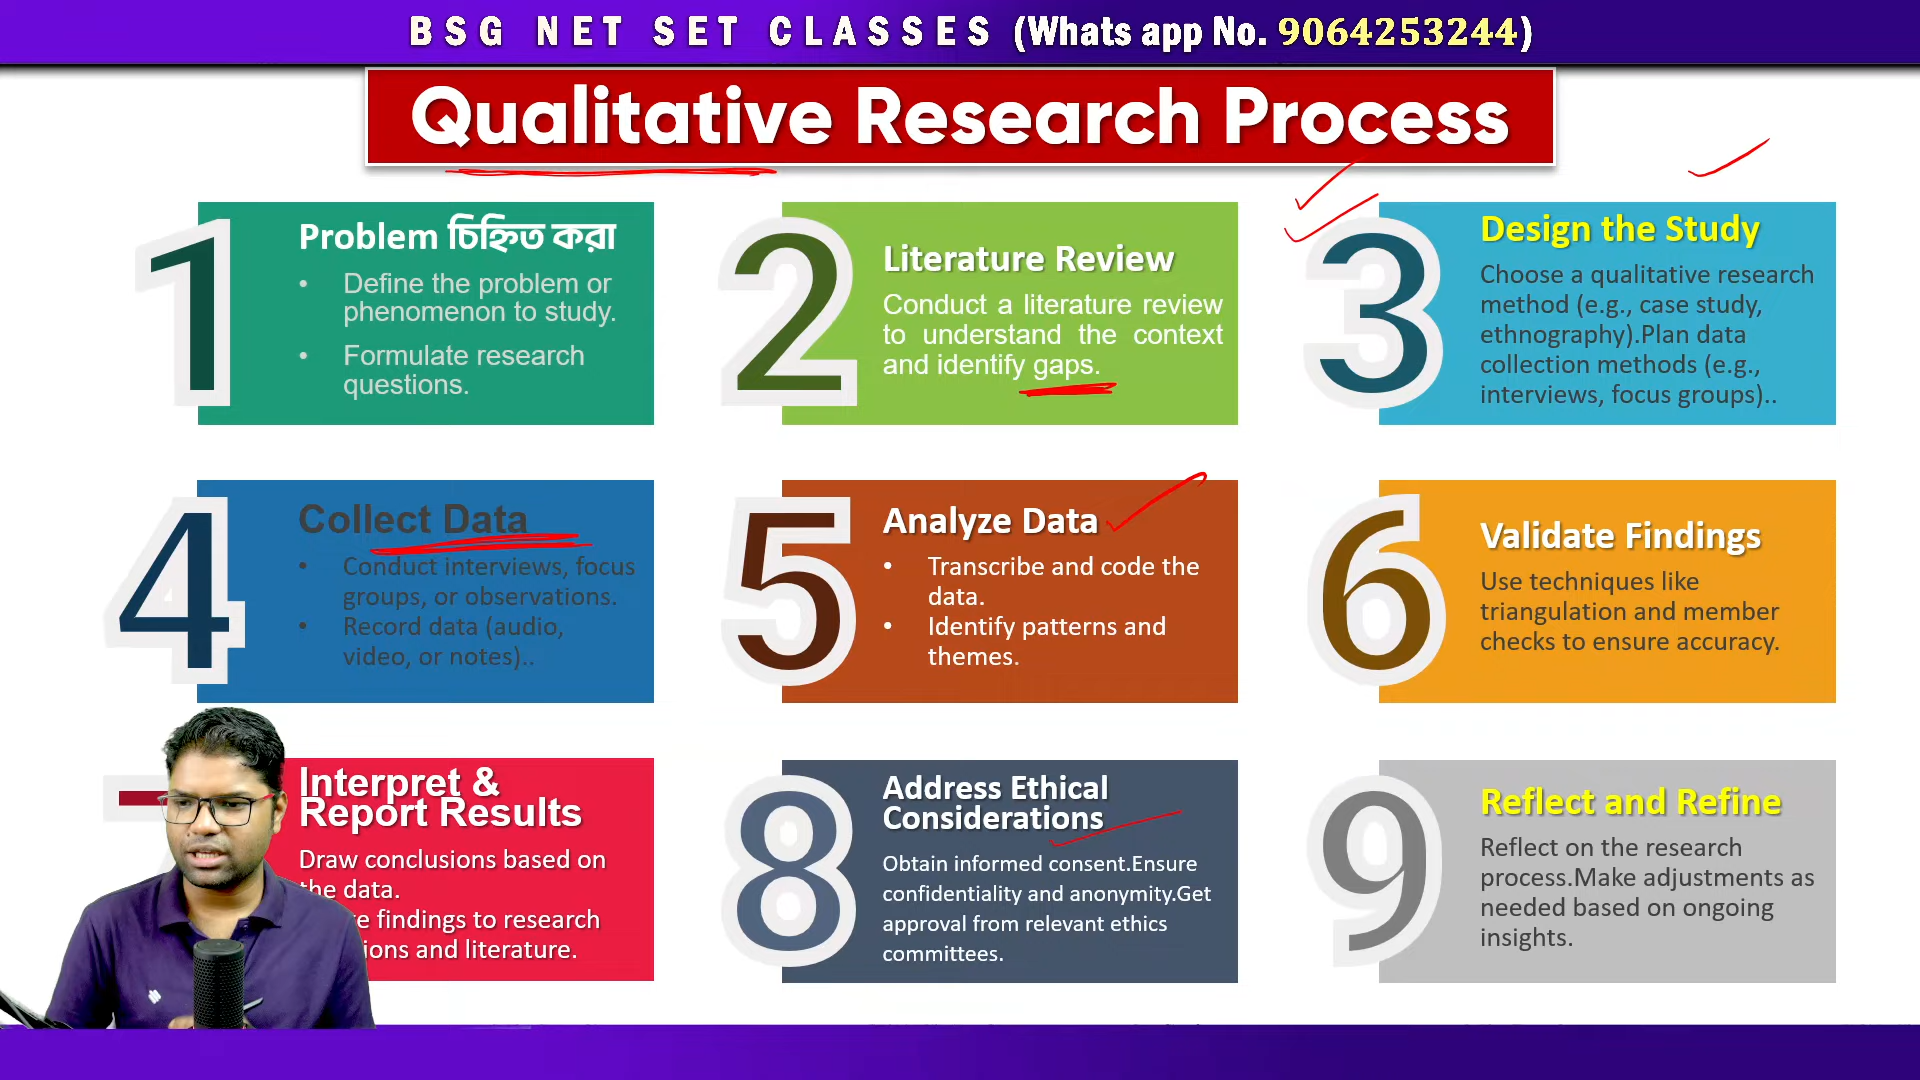 BSG NET SET CLASSES (Whats app No. 9064253244)
Qualitative Research Process
1
Problem চিহ্নিত করা
• Define the problem or
phenomenon to study.
• Formulate research
questions.
2
Literature Review
Conduct a literature review
to understand the context
and identify gaps.
3
Design the Study
Choose a qualitative research
method (e.g., case study,
ethnography).Plan data
collection methods (e.g.,
interviews, focus groups)..
4
Collect Data
• Conduct interviews, focus
groups, or observations.
• Record data (audio,
video, or notes)..
5
Analyze Data
• Transcribe and code the
data.
• Identify patterns and
themes.
6
Validate Findings
Use techniques like
triangulation and member
checks to ensure accuracy.
Interpret &
Report Results
Draw conclusions based on
the data.
findings to research
and literature.
8
Address Ethical
Considerations
Obtain informed consent.Ensure
confidentiality and anonymity.Get
approval from relevant ethics
committees.
9
Reflect and Refine
Reflect on the research
process.Make adjustments as
needed based on ongoing
insights.